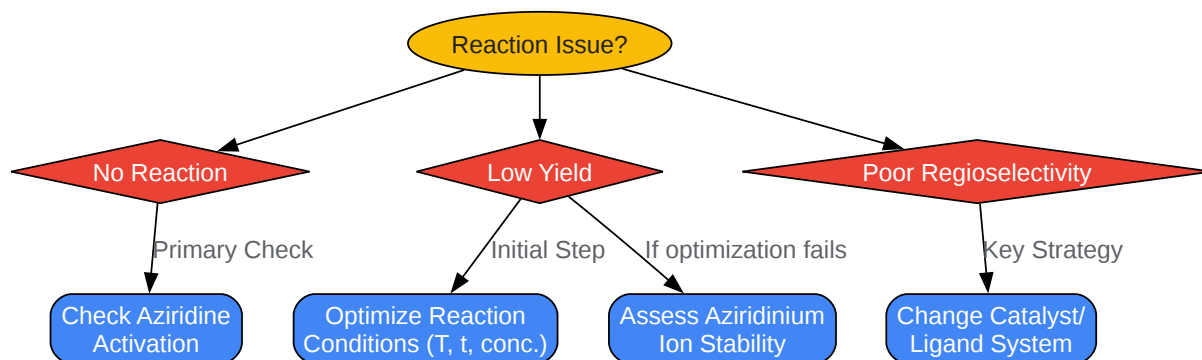 Reaction Issue?
No Reaction
Low Yield
Poor Regioselectivity
Primary Check
Initial Step
If optimization fails
Key Strategy
Check Aziridine
Activation
Optimize Reaction
Conditions (T, t, conc.)
Assess Aziridinium
Ion Stability
Change Catalyst/
Ligand System